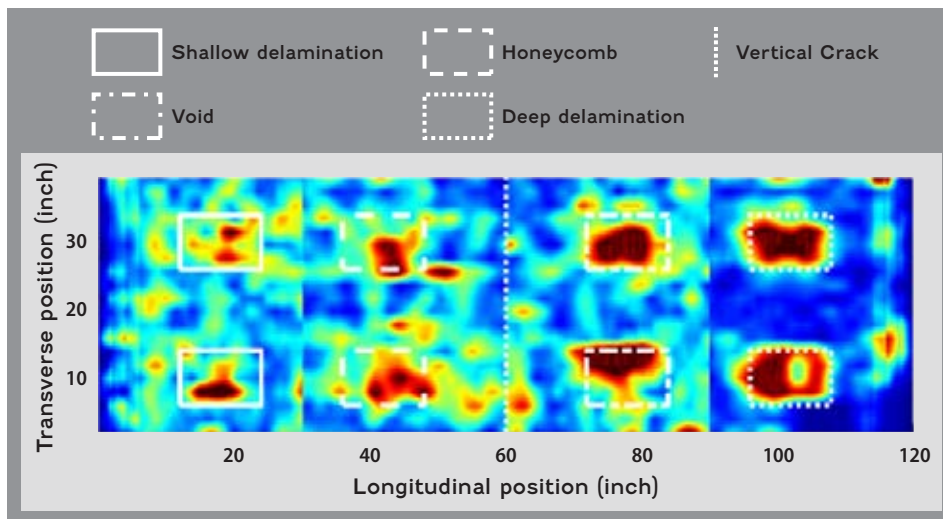 Shallow delamination
Honeycomb
Vertical Crack
Void
Deep delamination
Transverse position (inch)
30
20
10
20 40 60 80 100 120
Longitudinal position (inch)